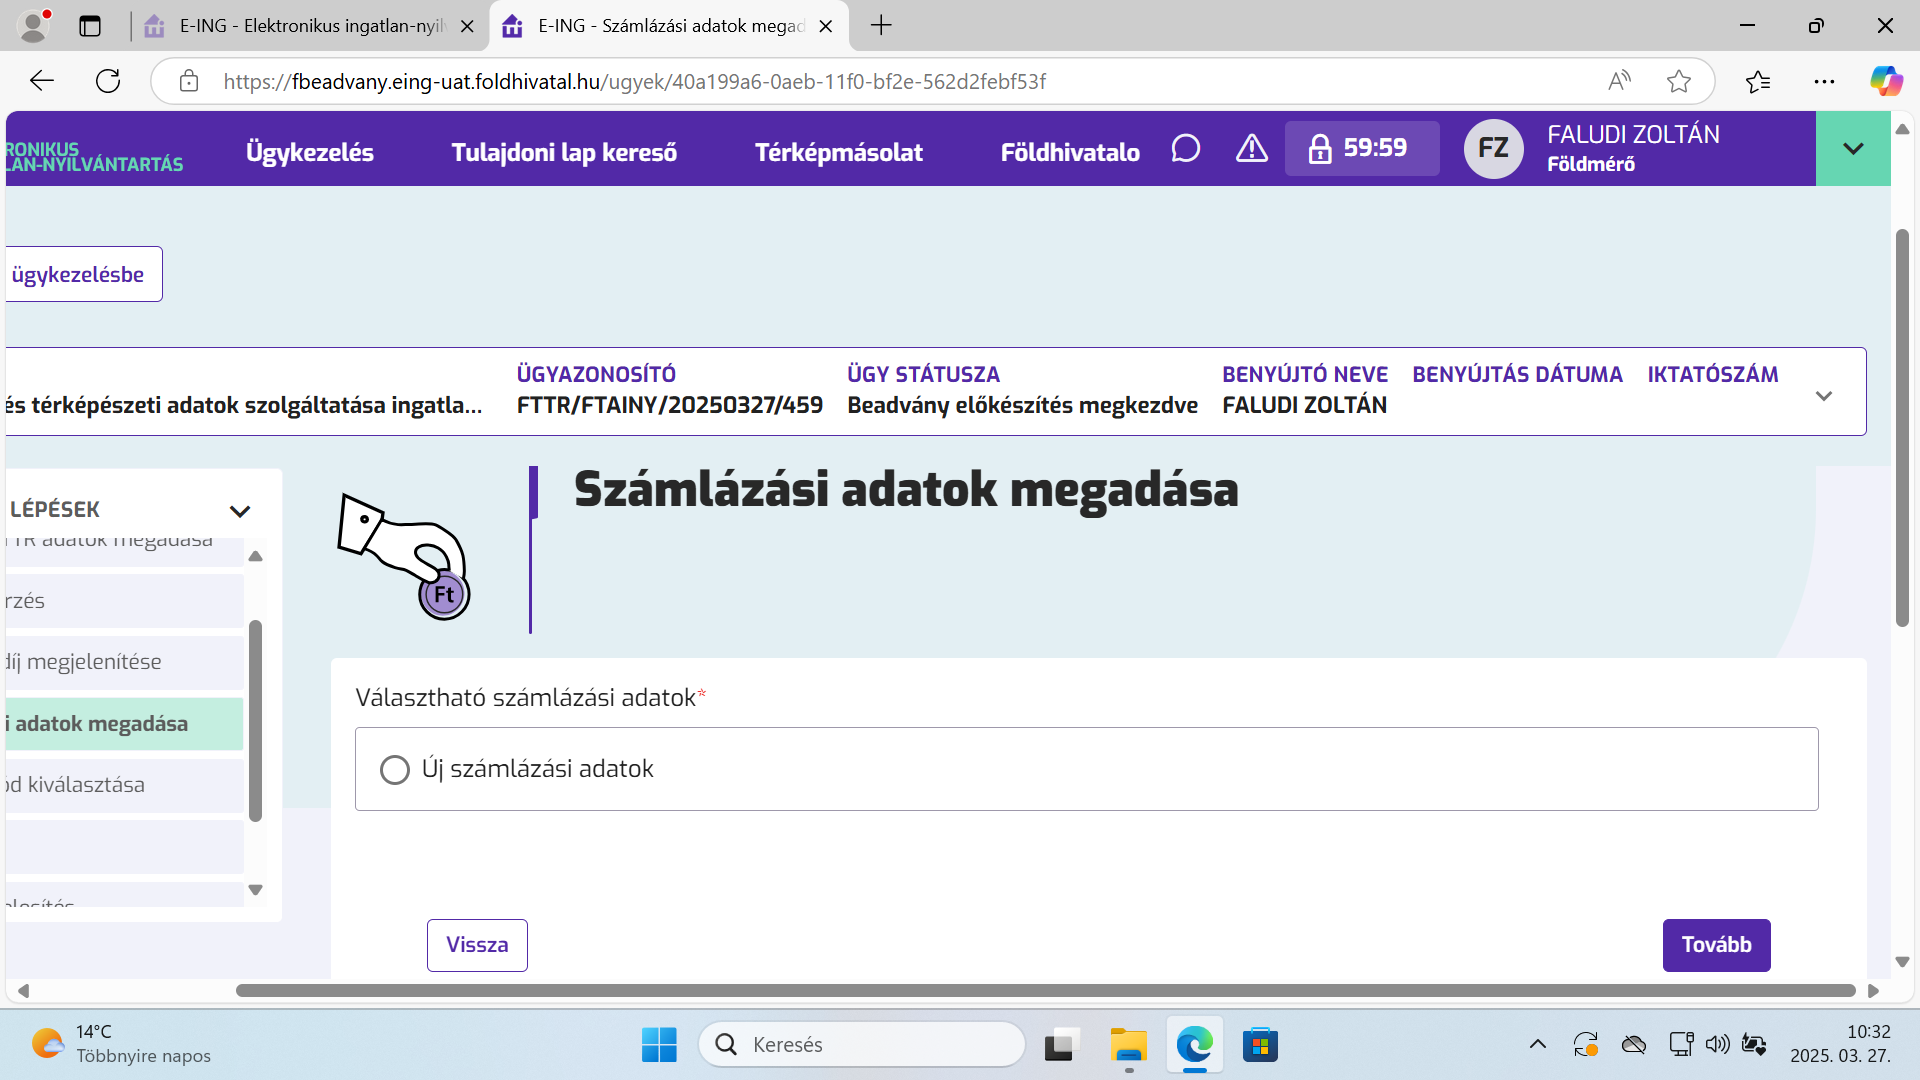 E-ING - Elektronikus ingatlan-nyil
E-ING - Számlázási adatok megad
https://fbeadvany.eing-uat.foldhivatal.hu/ugyek/40a199a6-0aeb-11f0-bf2e-562d2febf53f
RONIKUS
LAN-NYILVÁNTARTÁS
Ügykezelés
Tulajdoni lap kereső
Térképmásolat
Földhivatalo
59:59
FZ
FALUDI ZOLTÁN
Földmérő
ügykezelésbe
és térképészeti adatok szolgáltatása ingatla...
ÜGYAZONOSÍTÓ
FTTR/FTAINY/20250327/459
ÜGY STÁTUSZA
Beadvány előkészítés megkezdve
BENYÚJTÓ NEVE
FALUDI ZOLTÁN
BENYÚJTÁS DÁTUMA
IKTATÓSZÁM
LÉPÉSEK
TR adatok megadása
rzés
díj megjelenítése
i adatok megadása
ód kiválasztása
Ft
Számlázási adatok megadása
Választható számlázási adatok*
Új számlázási adatok
Vissza
Tovább
14°C
Többnyire napos
Keresés
10:32
2025. 03. 27.